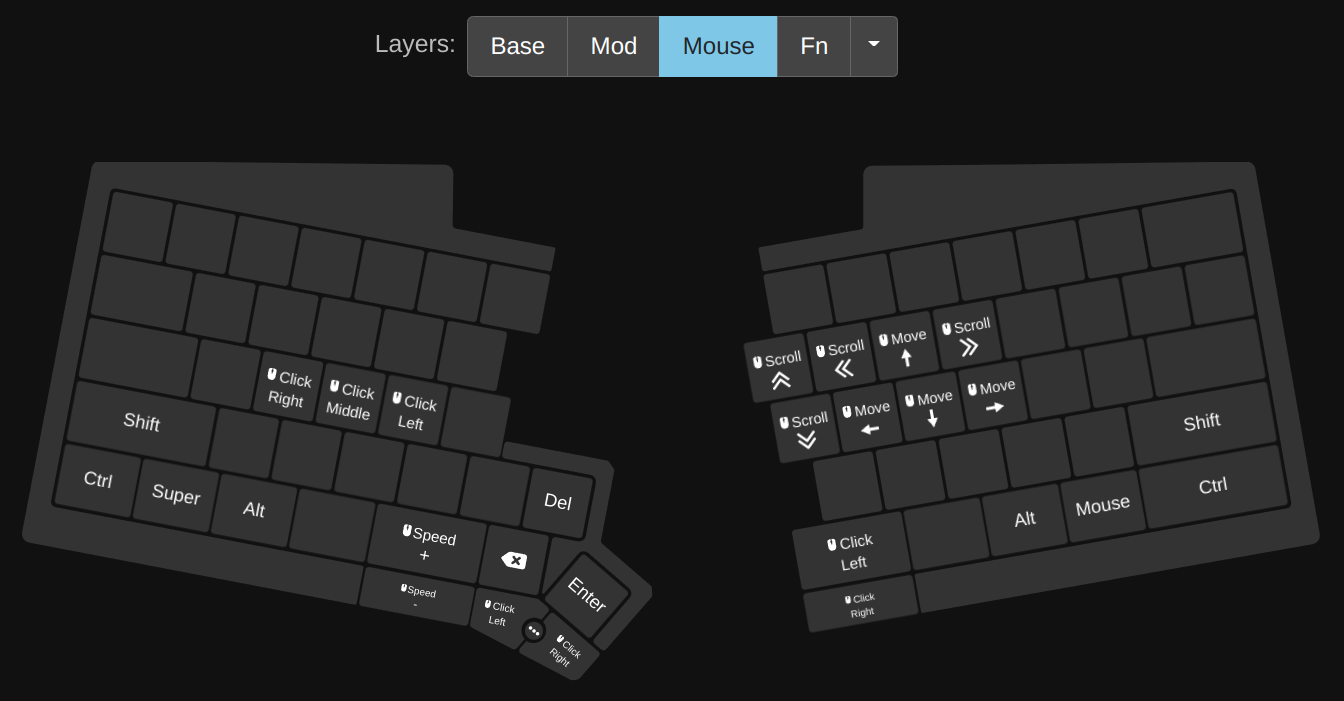 Layers: Base Mod Mouse Fn
Scroll
Scroll
Move
Scroll
Click
Right
Click
Middle
Click
Left
Scroll
Move
Move
Move
Shift
Shift
Ctrl
Super
Alt
Del
Speed
+
Enter
Click
Left
Alt
Mouse
Ctrl
Speed
-
Click
Left
Click
Right
Click
Right